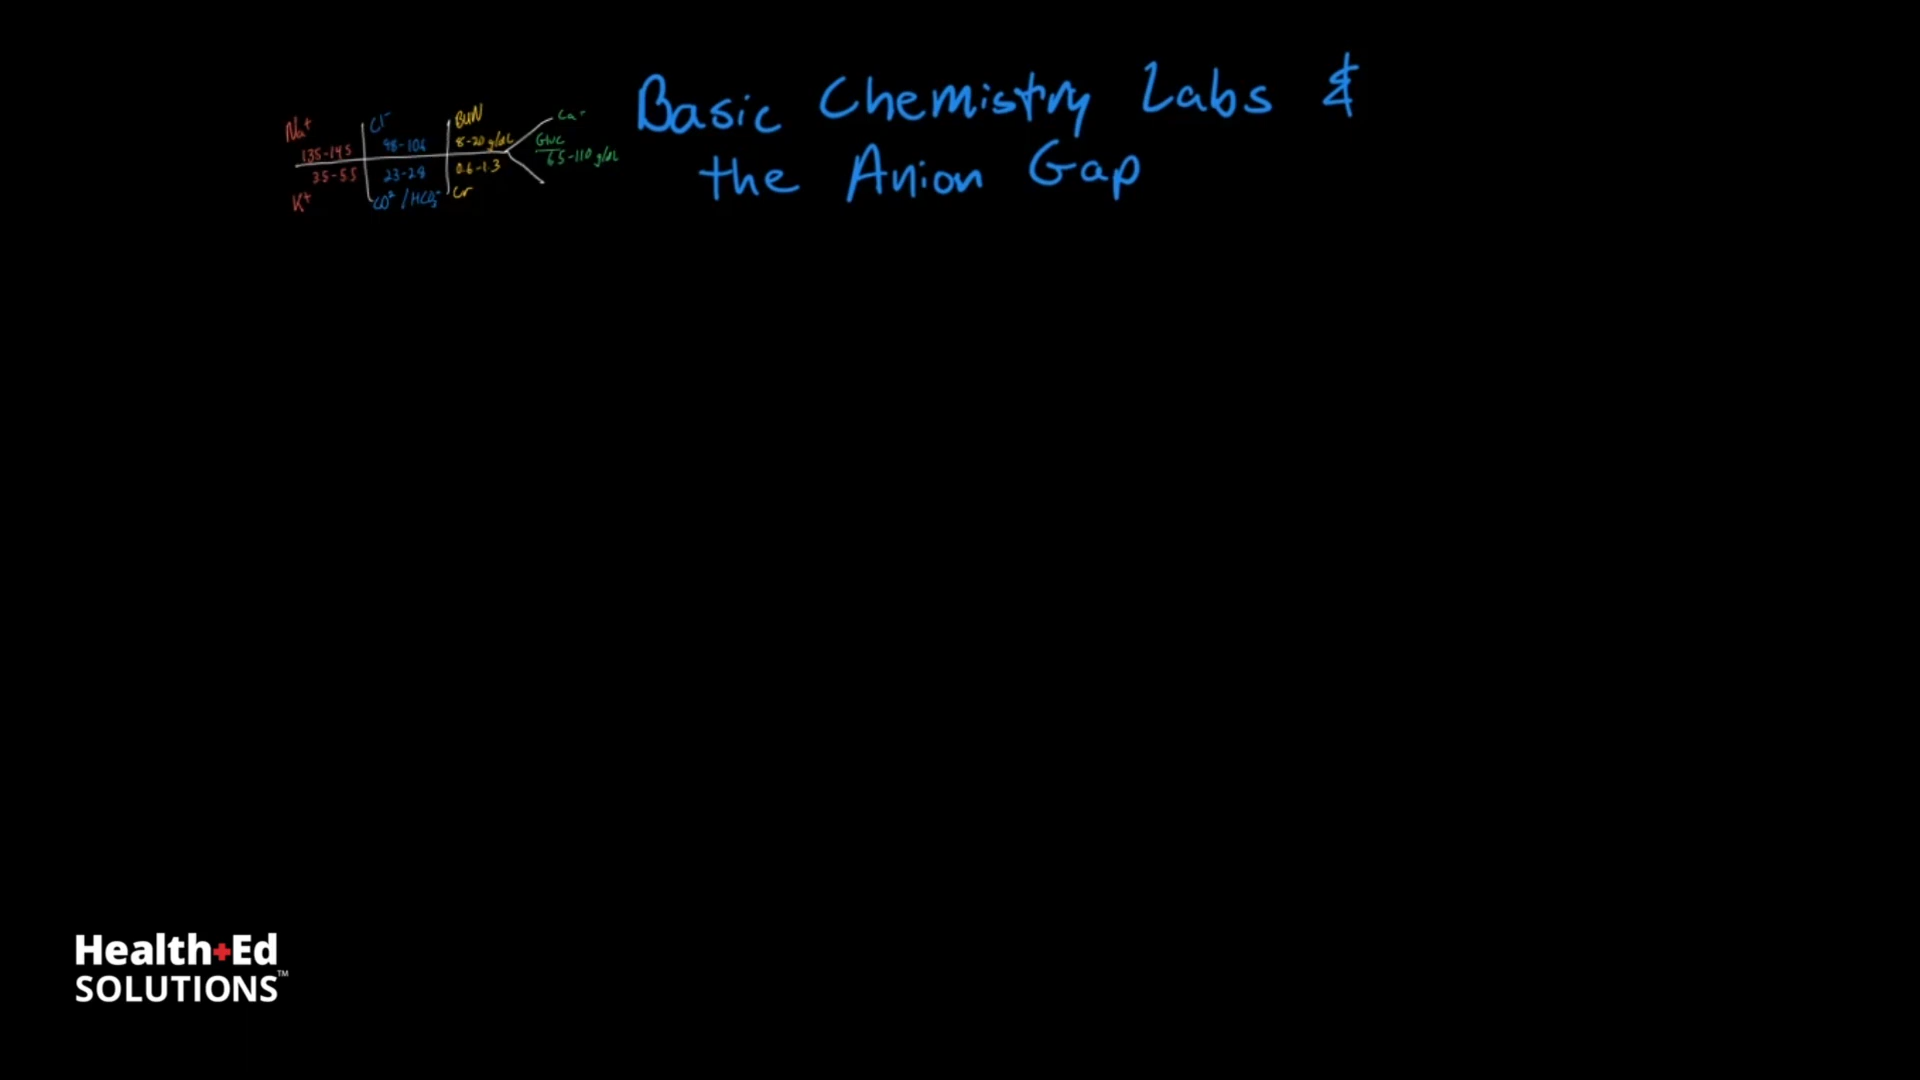 Na⁺
135-145
3.5-5.5
K⁺
Cl⁻
98-106
23-28
CO² / HCO₃⁻
BUN
8-20 g/dL
0.6-1.3
Cr
Ca⁻
Gluc
65-110 g/dL
Basic Chemistry Labs &
the Anion Gap
Health+Ed
SOLUTIONS™